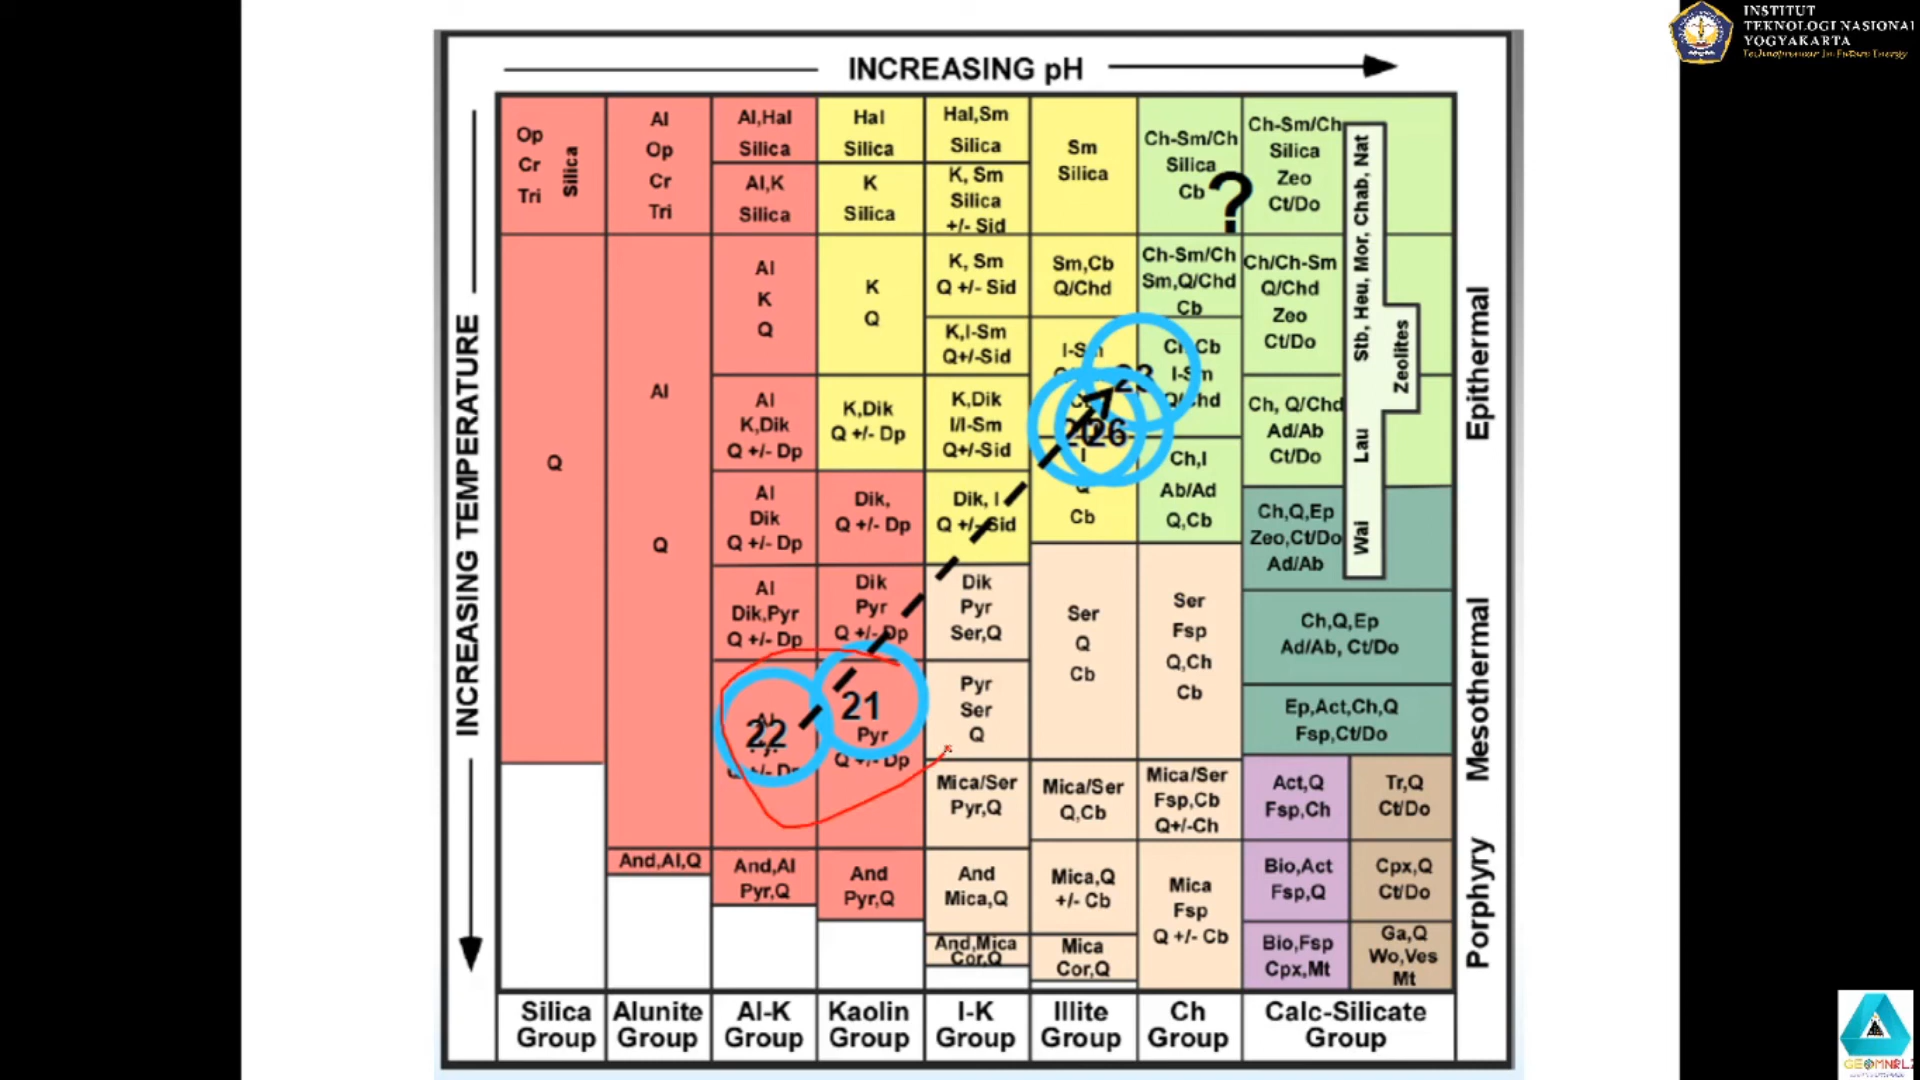 INSTITUT
TEKNOLOGI NASIONAL
YOGYAKARTA
Technopreneur In Future Energy
INCREASING pH
INCREASING TEMPERATURE
Op
Cr
Tri
Silica
Q
Al
Op
Cr
Tri
Al
Q
And,Al,Q
Al,Hal
Silica
Al,K
Silica
Al
K
Q
Al
K,Dik
Q +/- Dp
Al
Dik
Q +/- Dp
Al
Dik,Pyr
Q +/- Dp
22
And,Al
Pyr,Q
Hal
Silica
K
Silica
K
Q
K,Dik
Q +/- Dp
Dik,
Q +/- Dp
Dik
Pyr
Q +/- Dp
21
Pyr
Q +/- Dp
And
Pyr,Q
Hal,Sm
Silica
K, Sm
Silica
+/- Sid
K, Sm
Q +/- Sid
K,I-Sm
Q+/-Sid
K,Dik
I/I-Sm
Q+/-Sid
Dik, I
Q +/- Sid
Dik
Pyr
Ser,Q
Pyr
Ser
Q
Mica/Ser
Pyr,Q
And
Mica,Q
And,Mica
Cor,Q
Sm
Silica
Sm,Cb
Q/Chd
I-Sm
23
26
I
Q
Cb
Ser
Q
Cb
Mica/Ser
Q,Cb
Mica,Q
+/- Cb
Mica
Cor,Q
Ch-Sm/Ch
Silica
Cb
?
Ch-Sm/Ch
Sm,Q/Chd
Cb
Ch,Cb
I-Sm
Q/Chd
Ch,I
Ab/Ad
Q,Cb
Ser
Fsp
Q,Ch
Cb
Mica/Ser
Fsp,Cb
Q+/-Ch
Mica
Fsp
Q +/- Cb
Ch-Sm/Ch
Silica
Zeo
Ct/Do
Ch/Ch-Sm
Q/Chd
Zeo
Ct/Do
Ch, Q/Chd
Ad/Ab
Ct/Do
Ch,Q,Ep
Zeo,Ct/Do
Ad/Ab
Ch,Q,Ep
Ad/Ab, Ct/Do
Ep,Act,Ch,Q
Fsp,Ct/Do
Act,Q
Fsp,Ch
Tr,Q
Ct/Do
Bio,Act
Fsp,Q
Cpx,Q
Ct/Do
Bio,Fsp
Cpx,Mt
Ga,Q
Wo,Ves
Mt
Stb, Heu, Mor, Chab, Nat
Lau
Wai
Zeolites
Epithermal
Mesothermal
Porphyry
Silica
Group
Alunite
Group
Al-K
Group
Kaolin
Group
I-K
Group
Illite
Group
Ch
Group
Calc-Silicate
Group